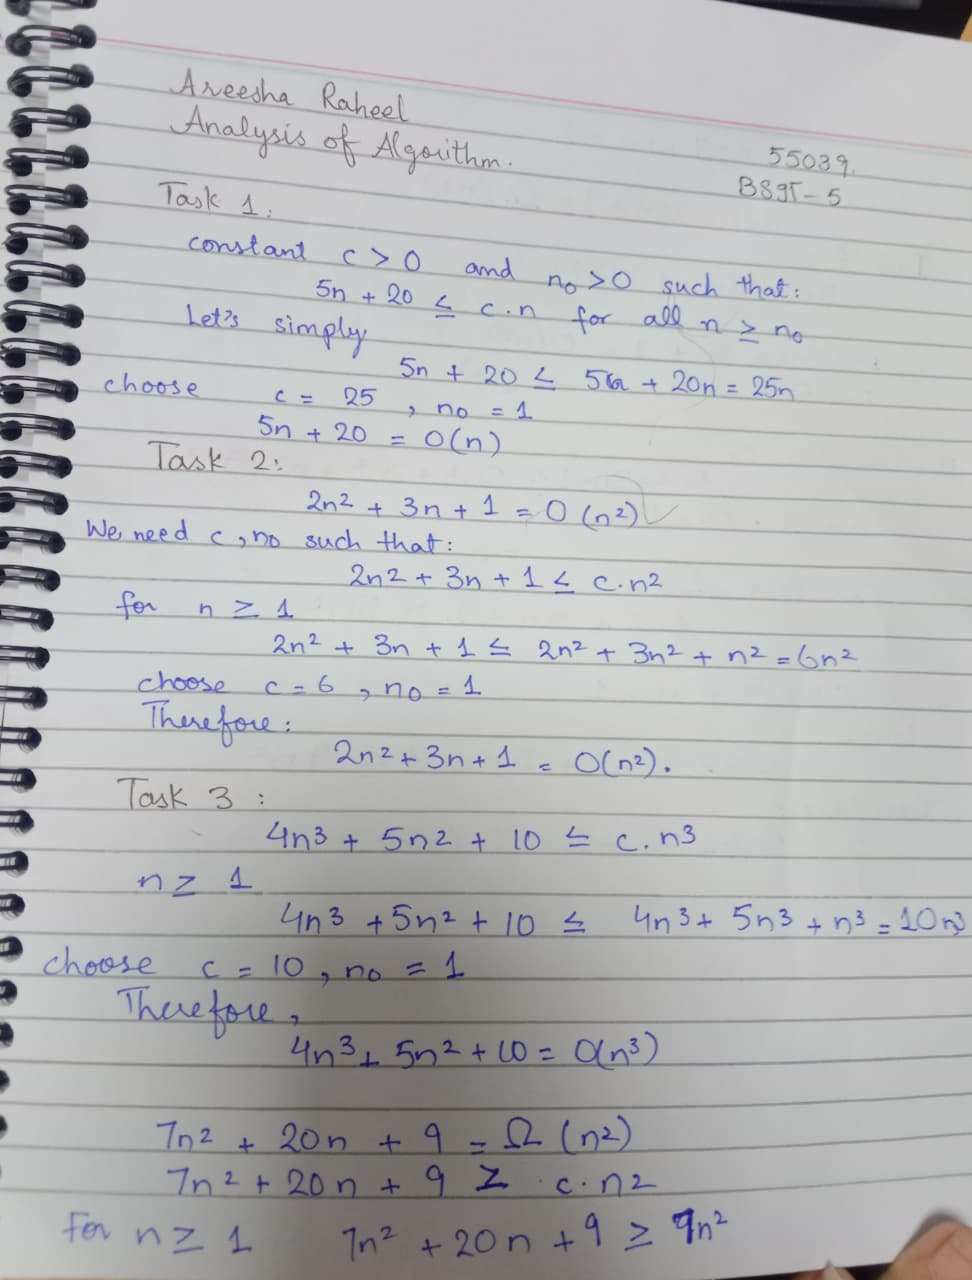 Areesha Raheel
Analysis of Algorithm.
55039.
BSIT-5
Task 1:
constant c > 0 and n₀ > 0 such that:
5n + 20 ≤ c.n for all n ≥ n₀
Let's simply
5n + 20 ≤ 5n + 20n = 25n
choose c = 25, n₀ = 1
5n + 20 = O(n)
Task 2:
2n² + 3n + 1 = O(n²)
We need c, n₀ such that:
2n² + 3n + 1 ≤ c.n²
for n ≥ 1
2n² + 3n + 1 ≤ 2n² + 3n² + n² = 6n²
choose c = 6, n₀ = 1
Therefore:
2n² + 3n + 1 = O(n²).
Task 3:
4n³ + 5n² + 10 ≤ c.n³
n ≥ 1
4n³ + 5n² + 10 ≤ 4n³ + 5n³ + n³ = 10n³
choose c = 10, n₀ = 1
Therefore,
4n³ + 5n² + 10 = O(n³)
7n² + 20n + 9 = Ω(n²)
7n² + 20n + 9 ≥ c.n²
For n ≥ 1 7n² + 20n + 9 ≥ n²